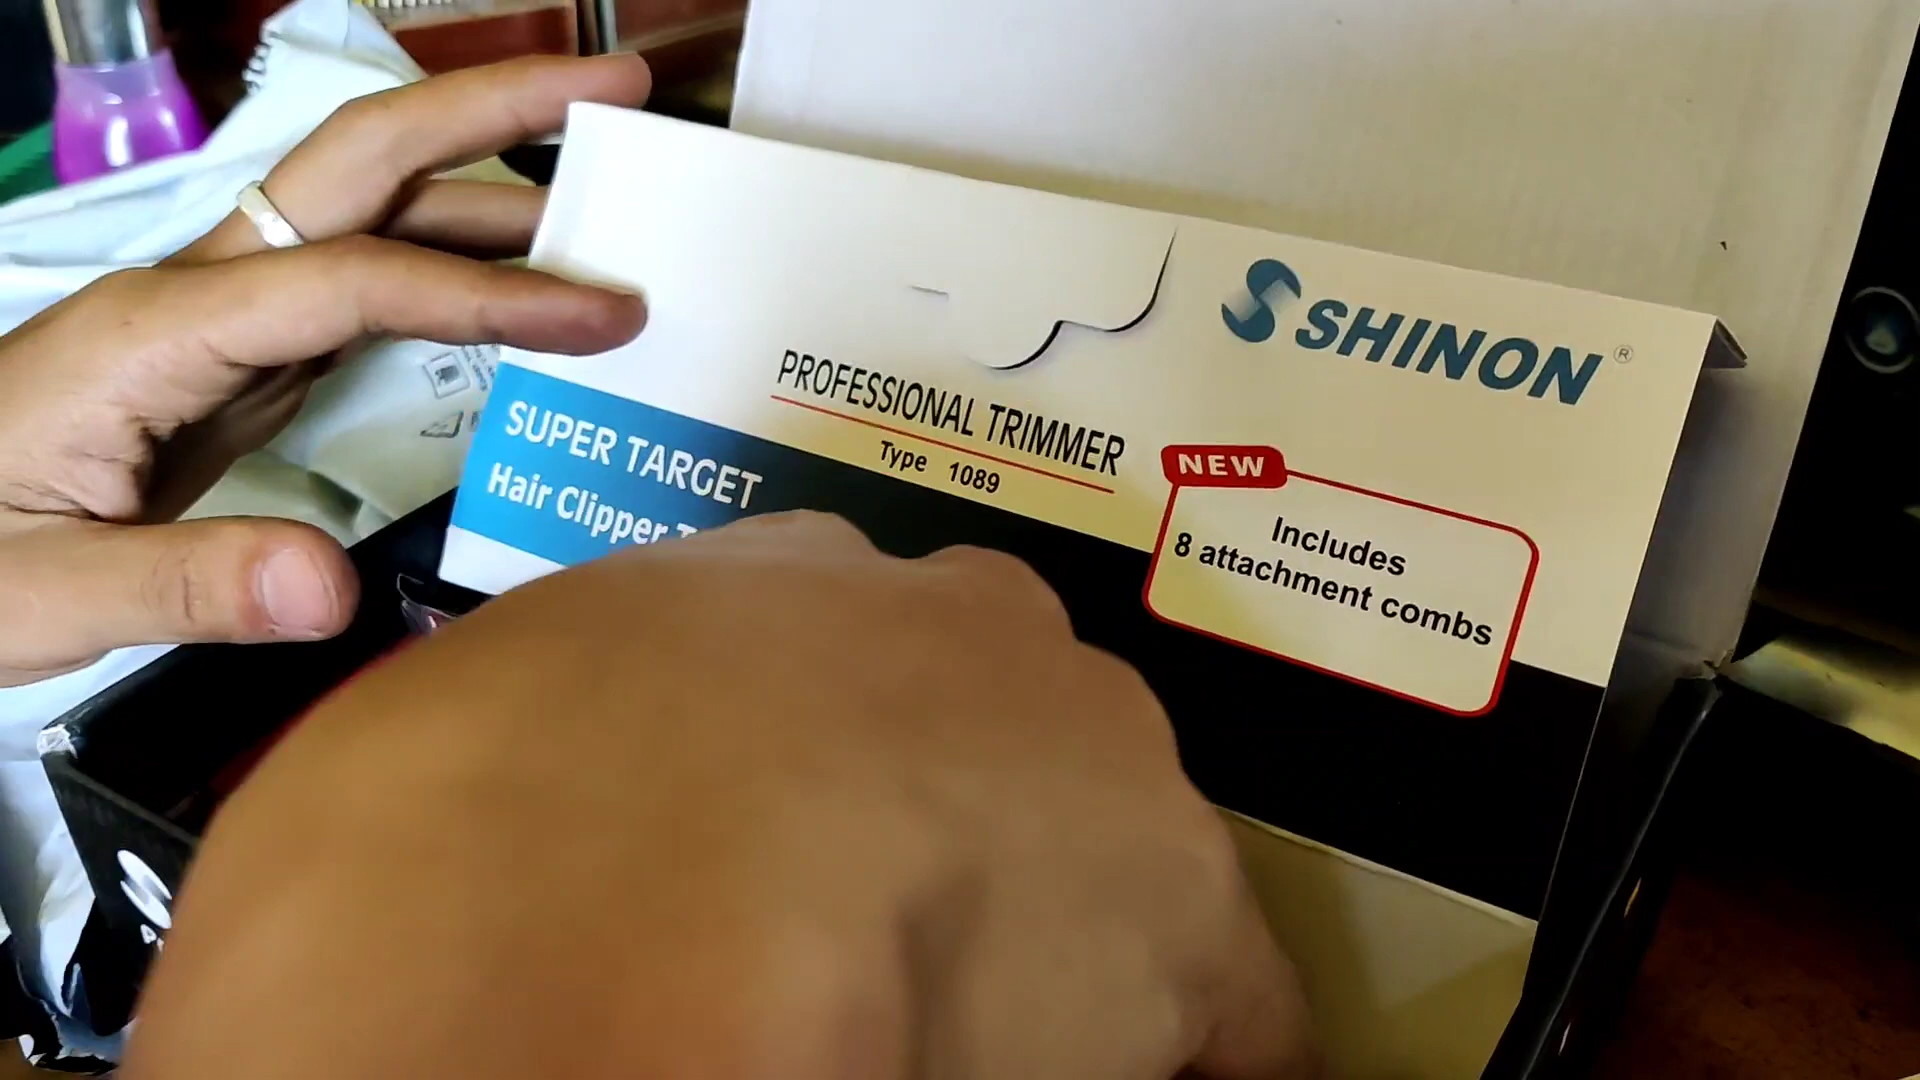 SHINON
PROFESSIONAL TRIMMER
Type 1089
SUPER TARGET
Hair Clipper
NEW
Includes
8 attachment combs